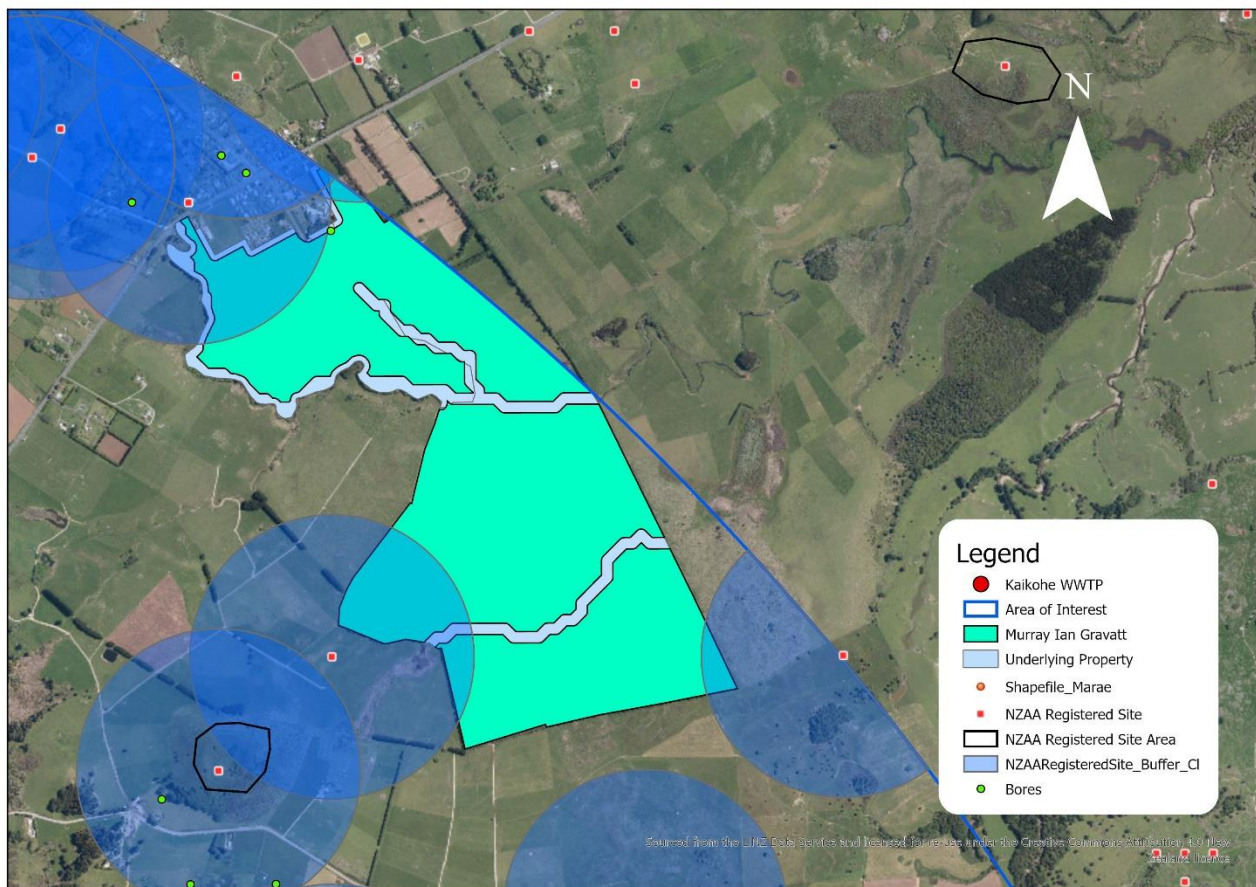 N
Legend
Kaikohe WWTP
Area of Interest
Murray Ian Gravatt
Underlying Property
Shapefile_Marae
NZAA Registered Site
NZAA Registered Site Area
NZAARegisteredSite_Buffer_Cl
Bores
Sourced from the LINZ Data Service and licensed for re-use under the Creative Commons Attribution 4.0 New
Zealand licence